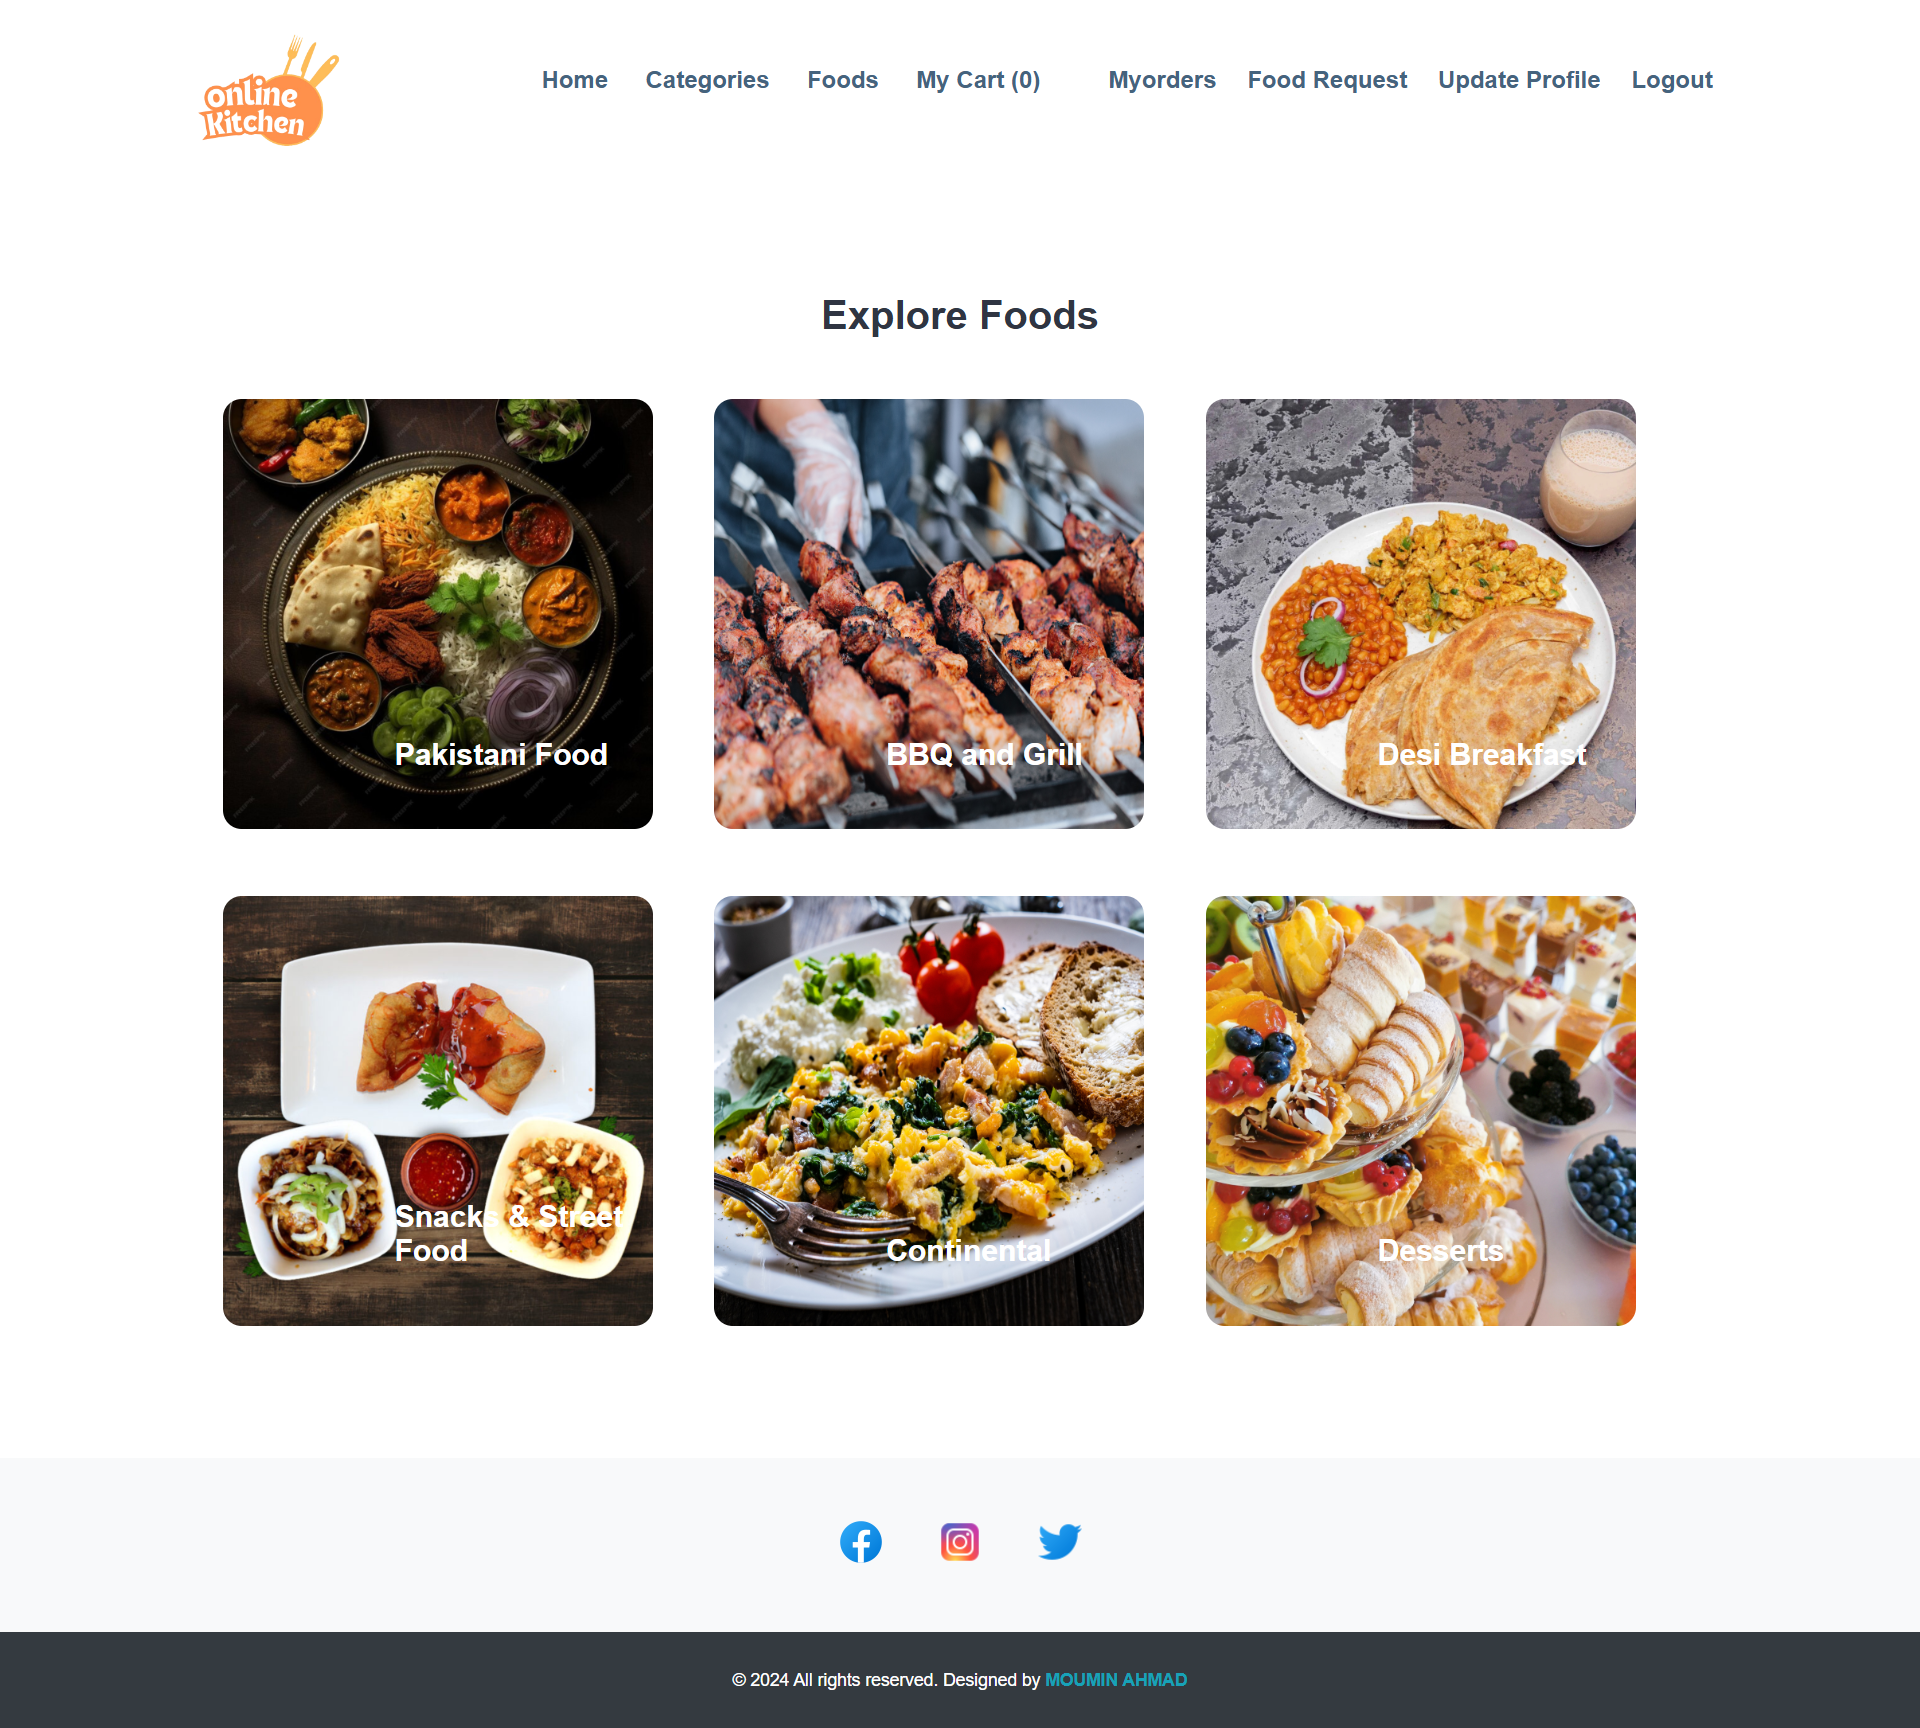 online
kitchen
Home Categories Foods My Cart (0) Myorders Food Request Update Profile Logout
Explore Foods
Pakistani Food
BBQ and Grill
Desi Breakfast
Snacks & Street
Food
Continental
Desserts
© 2024 All rights reserved. Designed by MOUMIN AHMAD